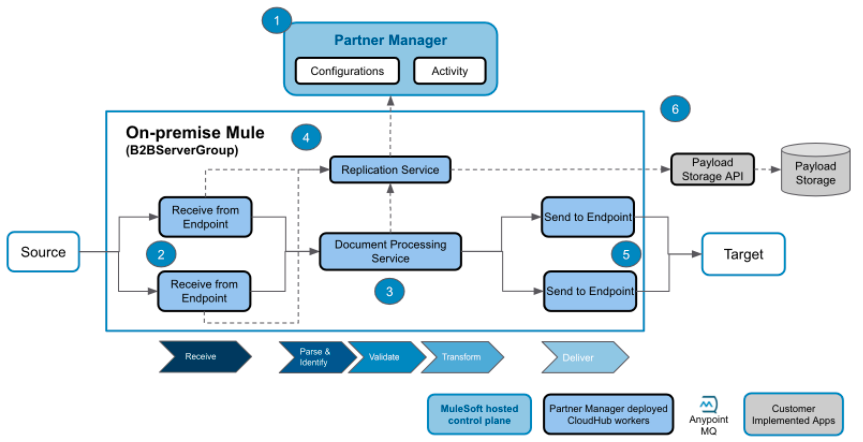 1
Partner Manager
Configurations
Activity
6
On-premise Mule
(B2BServerGroup)
4
Replication Service
Payload
Storage API
Payload
Storage
Receive from
Endpoint
Send to Endpoint
Source
2
Document Processing
Service
5
Target
Receive from
Endpoint
3
Send to Endpoint
Receive
Parse &
Identify
Validate
Transform
Deliver
MuleSoft hosted
control plane
Partner Manager deployed
CloudHub workers
Anypoint
MQ
Customer
Implemented Apps